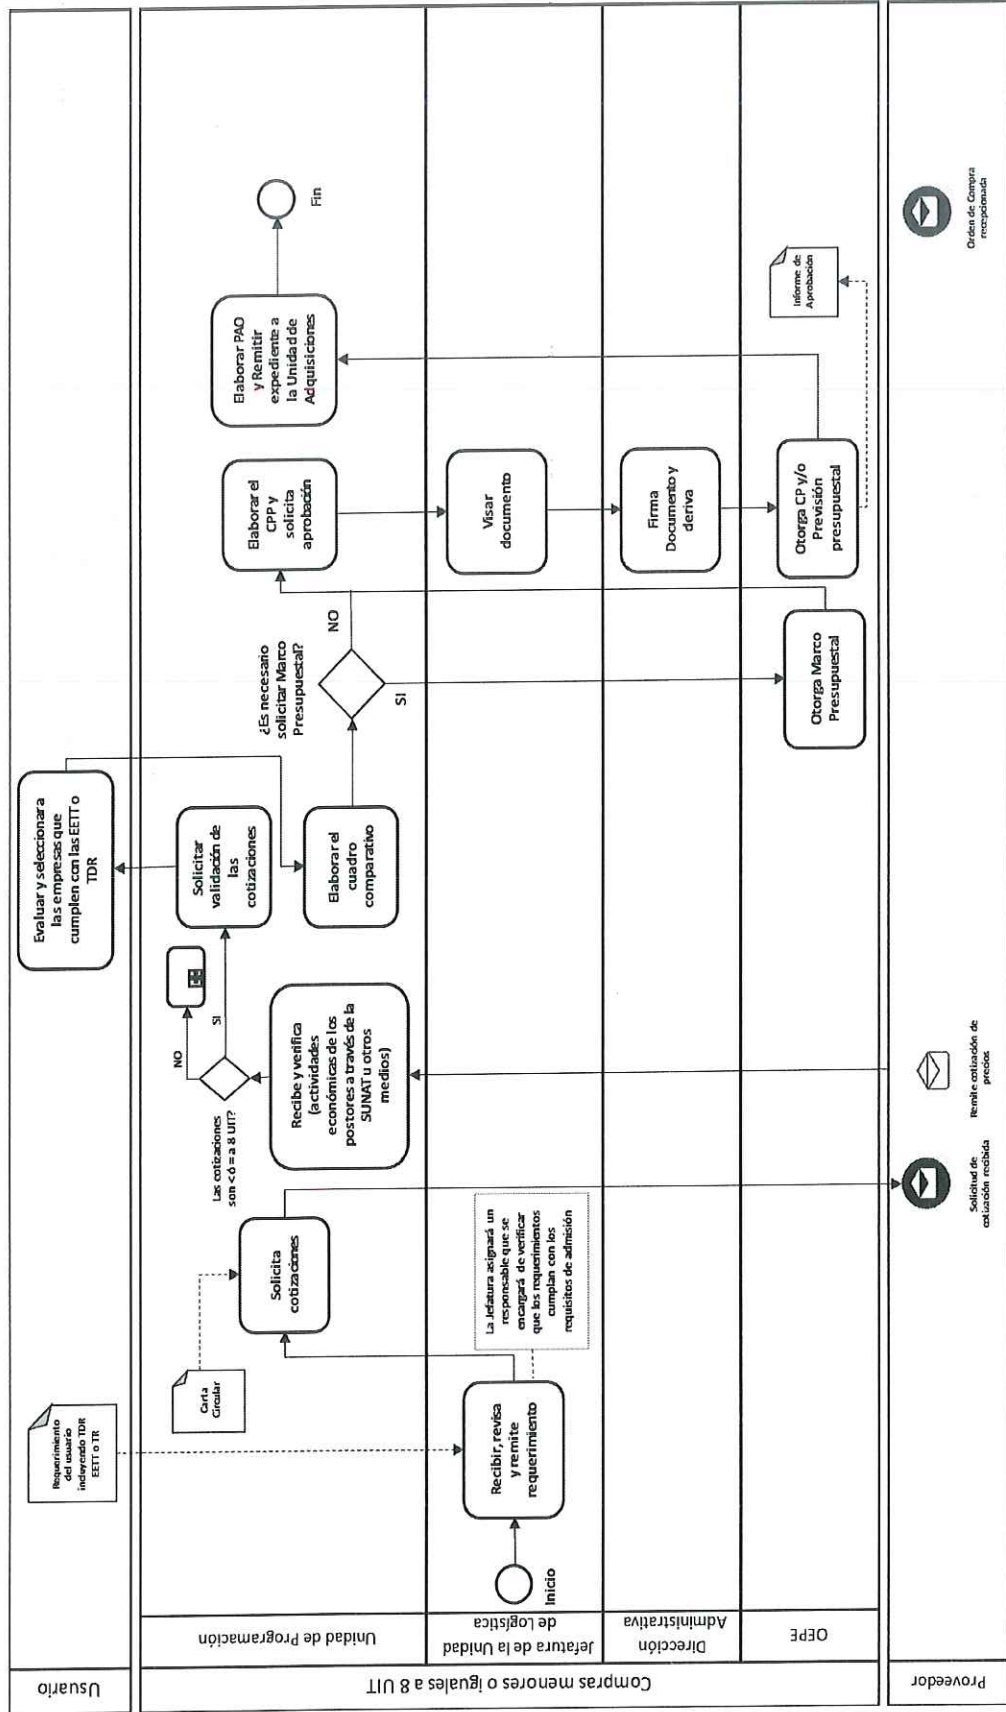 Usuario
Compras menores o iguales a 8 UIT
Unidad de Programación
Jefatura de la Unidad
de Logística
Dirección
Administrativa
OEPE
Proveedor
Requerimiento
del usuario
incluyendo TDR
EETT o TR
Inicio
Recibir, revisa
y remite
requerimiento
La Jefatura asignará un
responsable que se
encargará de verificar
que los requerimientos
cumplan con los
requisitos de admisión
Carta
Circular
Solicita
cotizaciones
Solicitud de
cotización recibida
Remite cotización de
precios
Recibe y verifica
(actividades
económicas de los
postores a través de la
SUNAT u otros
medios)
Las cotizaciones
son < ó = a 8 UIT?
NO
SI
Solicitar
validación de
las
cotizaciones
Evaluar y seleccionara
las empresas que
cumplen con las EETT o
TDR
Elaborar el
cuadro
comparativo
¿Es necesario
solicitar Marco
Presupuestal?
NO
SI
Otorga Marco
Presupuestal
Elaborar el
CPP y
solicita
aprobación
Visar
documento
Firma
Documento y
deriva
Otorga CP y/o
Previsión
presupuestal
Informe de
Aprobación
Elaborar PAO
y Remitir
expediente a
la Unidad de
Adquisiciones
Fin
Orden de Compra
recepcionada